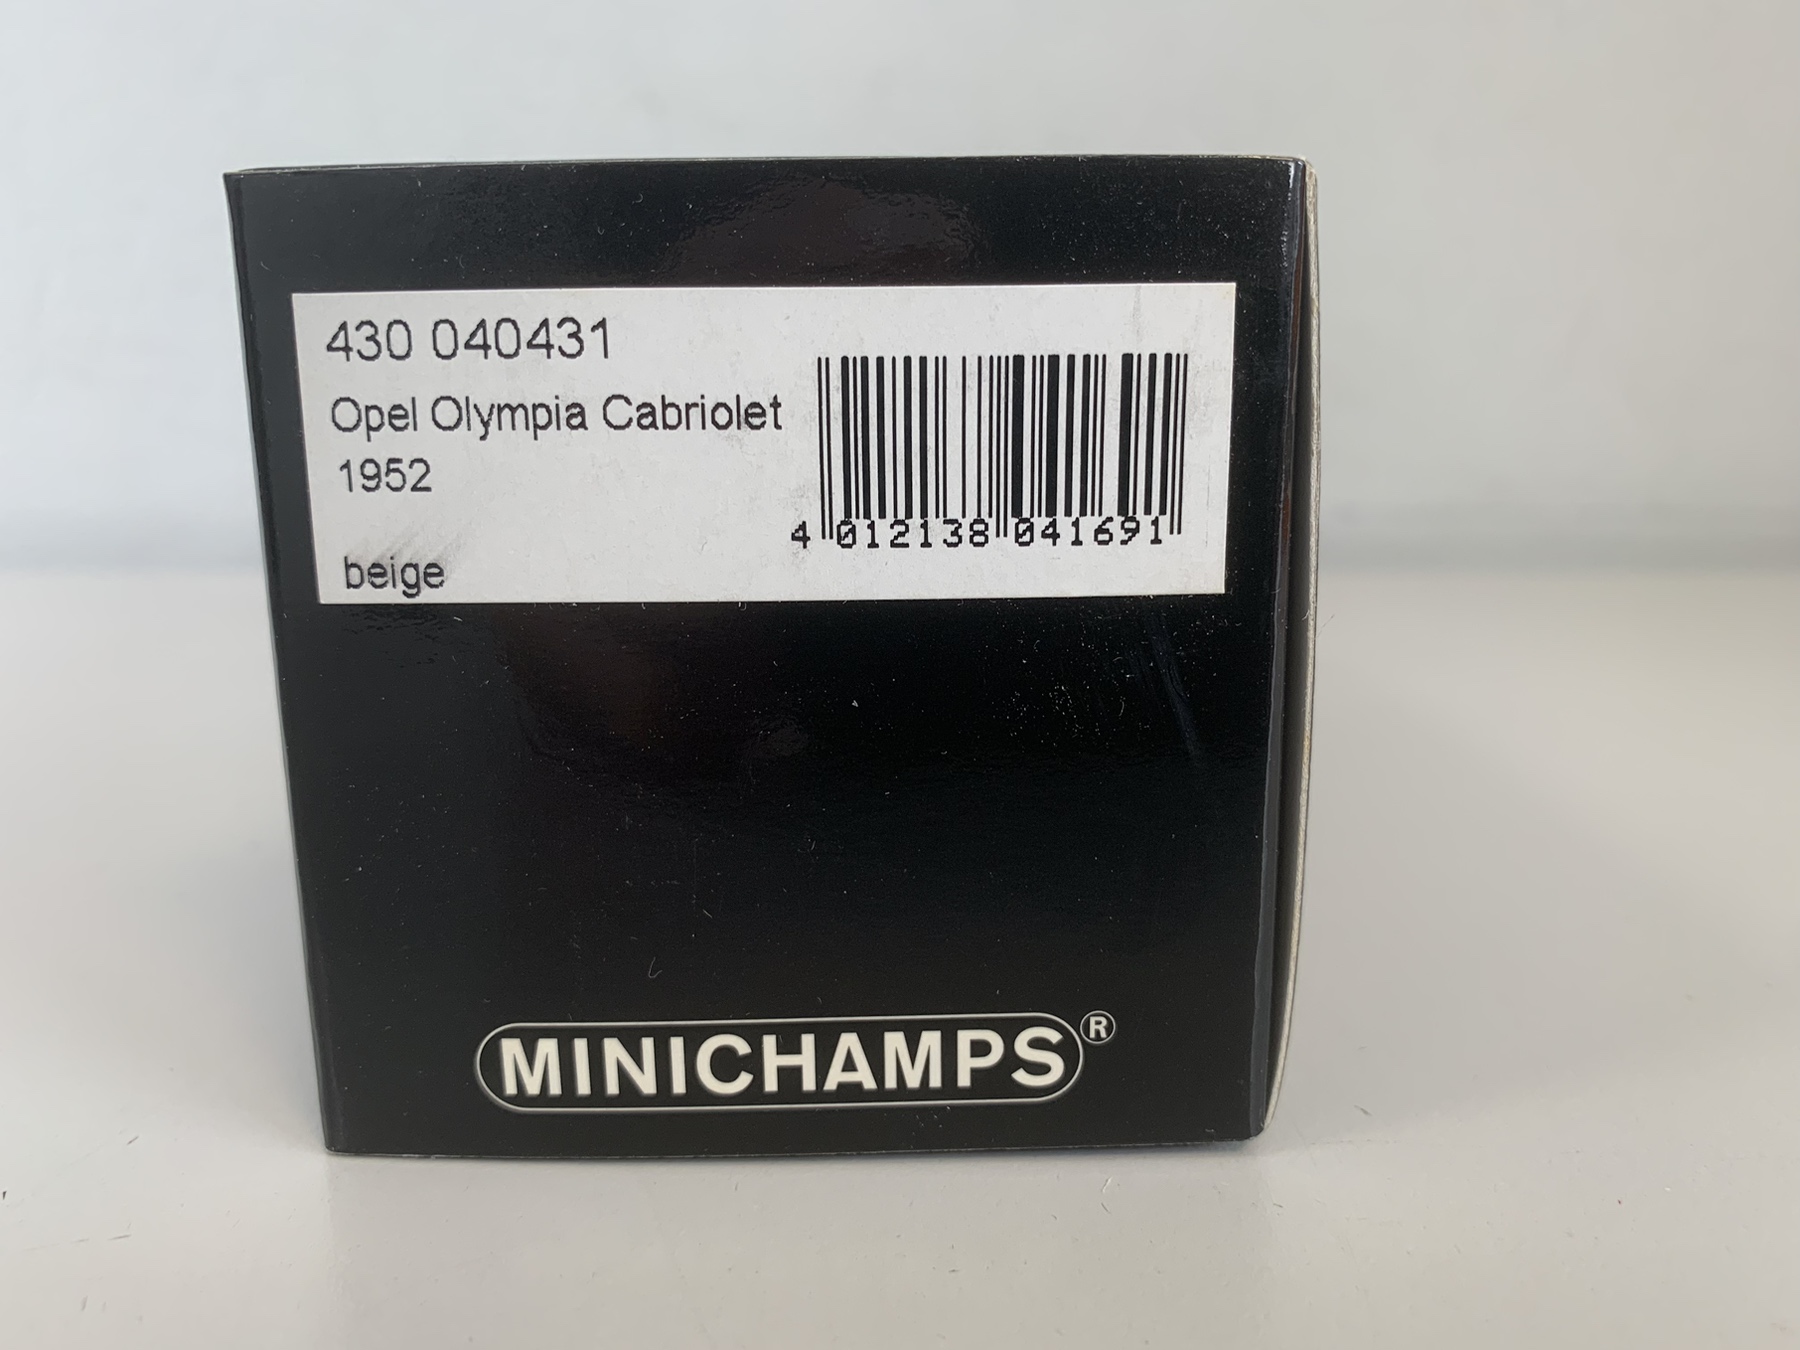 430 040431
Opel Olympia Cabriolet
1952
beige
4 012138 041691
MINICHAMPS®